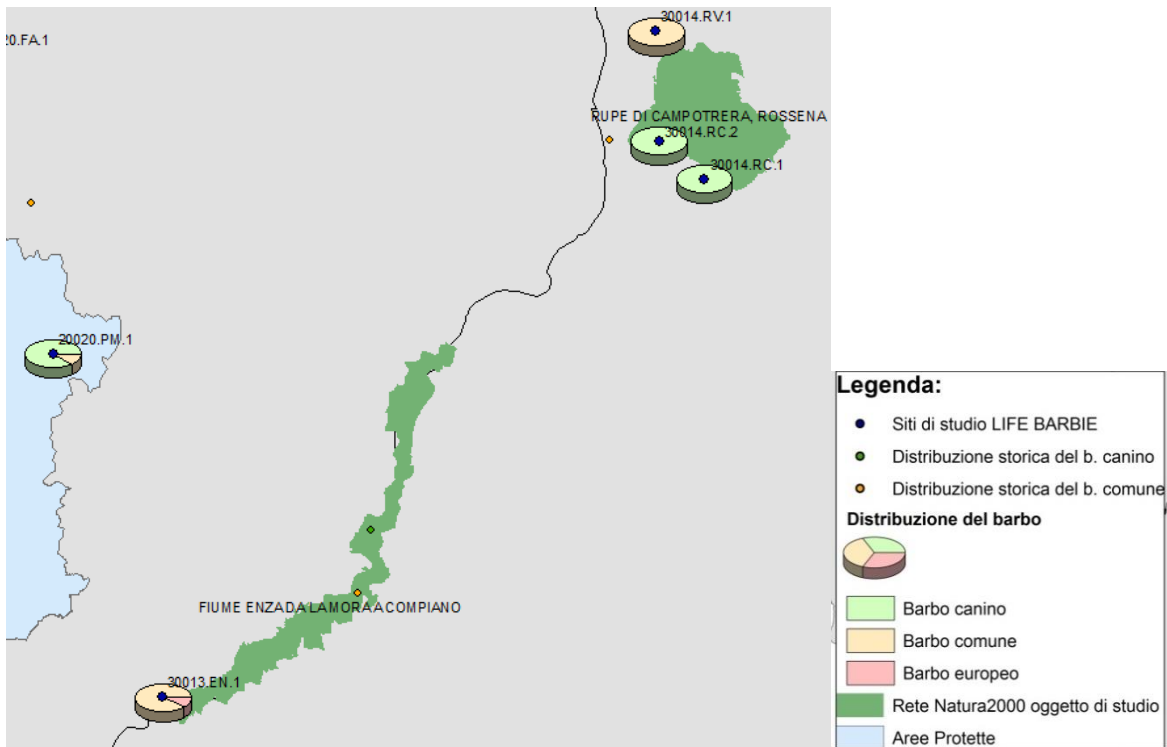 30014.RV.1
20.FA.1
RUPE DI CAMPOTRERA, ROSSENA
30014.RC.2
30014.RC.1
20020.PM.1
FIUME ENZA DA LA MORA A COMPIANO
30013.EN.1
Legenda:
Siti di studio LIFE BARBIE
Distribuzione storica del b. canino
Distribuzione storica del b. comune
Distribuzione del barbo
Barbo canino
Barbo comune
Barbo europeo
Rete Natura2000 oggetto di studio
Aree Protette